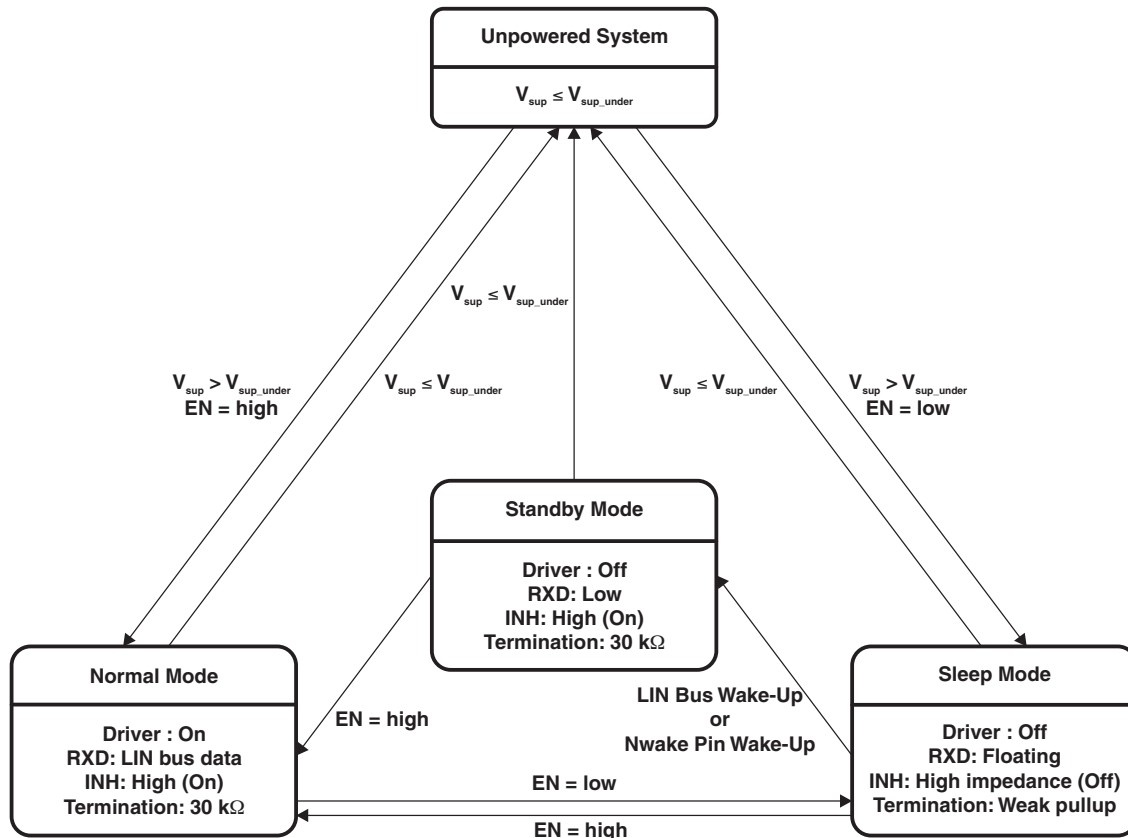 Unpowered System
V_sup ≤ V_sup_under
V_sup ≤ V_sup_under
V_sup > V_sup_under
EN = high
V_sup ≤ V_sup_under
V_sup ≤ V_sup_under
V_sup > V_sup_under
EN = low
Standby Mode
Driver : Off
RXD: Low
INH: High (On)
Termination: 30 kΩ
Normal Mode
Driver : On
RXD: LIN bus data
INH: High (On)
Termination: 30 kΩ
EN = high
LIN Bus Wake-Up
or
Nwake Pin Wake-Up
Sleep Mode
Driver : Off
RXD: Floating
INH: High impedance (Off)
Termination: Weak pullup
EN = low
EN = high